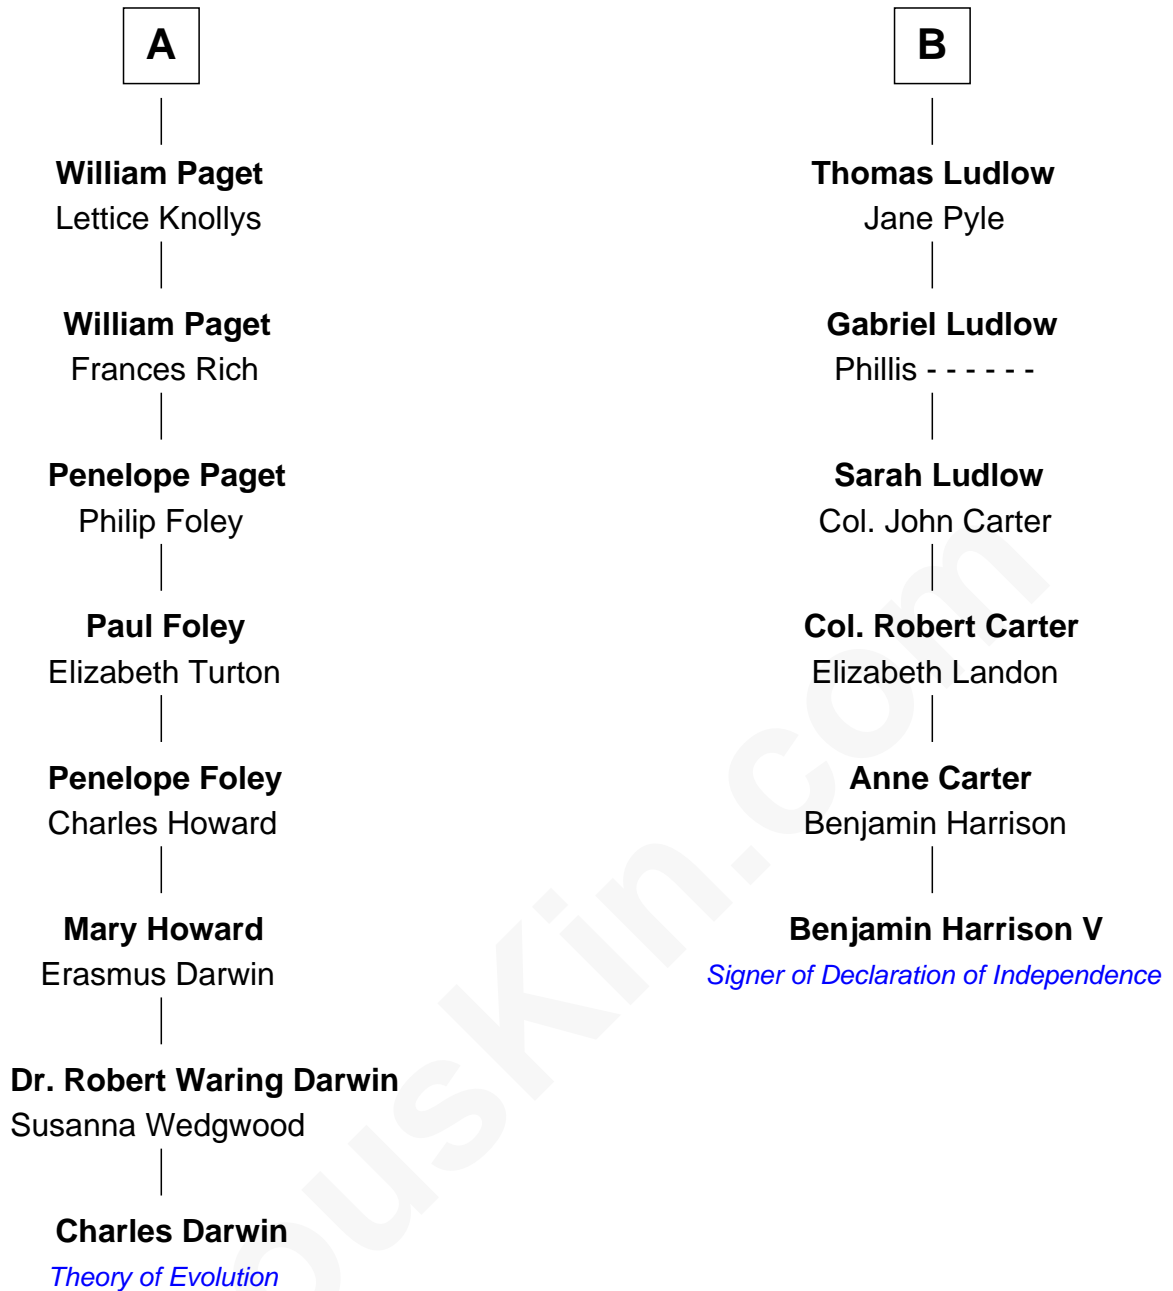 A
William Paget
Lettice Knollys
William Paget
Frances Rich
Penelope Paget
Philip Foley
Paul Foley
Elizabeth Turton
Penelope Foley
Charles Howard
Mary Howard
Erasmus Darwin
Dr. Robert Waring Darwin
Susanna Wedgwood
Charles Darwin
Theory of Evolution
B
Thomas Ludlow
Jane Pyle
Gabriel Ludlow
Phillis - - - - - -
Sarah Ludlow
Col. John Carter
Col. Robert Carter
Elizabeth Landon
Anne Carter
Benjamin Harrison
Benjamin Harrison V
Signer of Declaration of Independence
ousKin.com